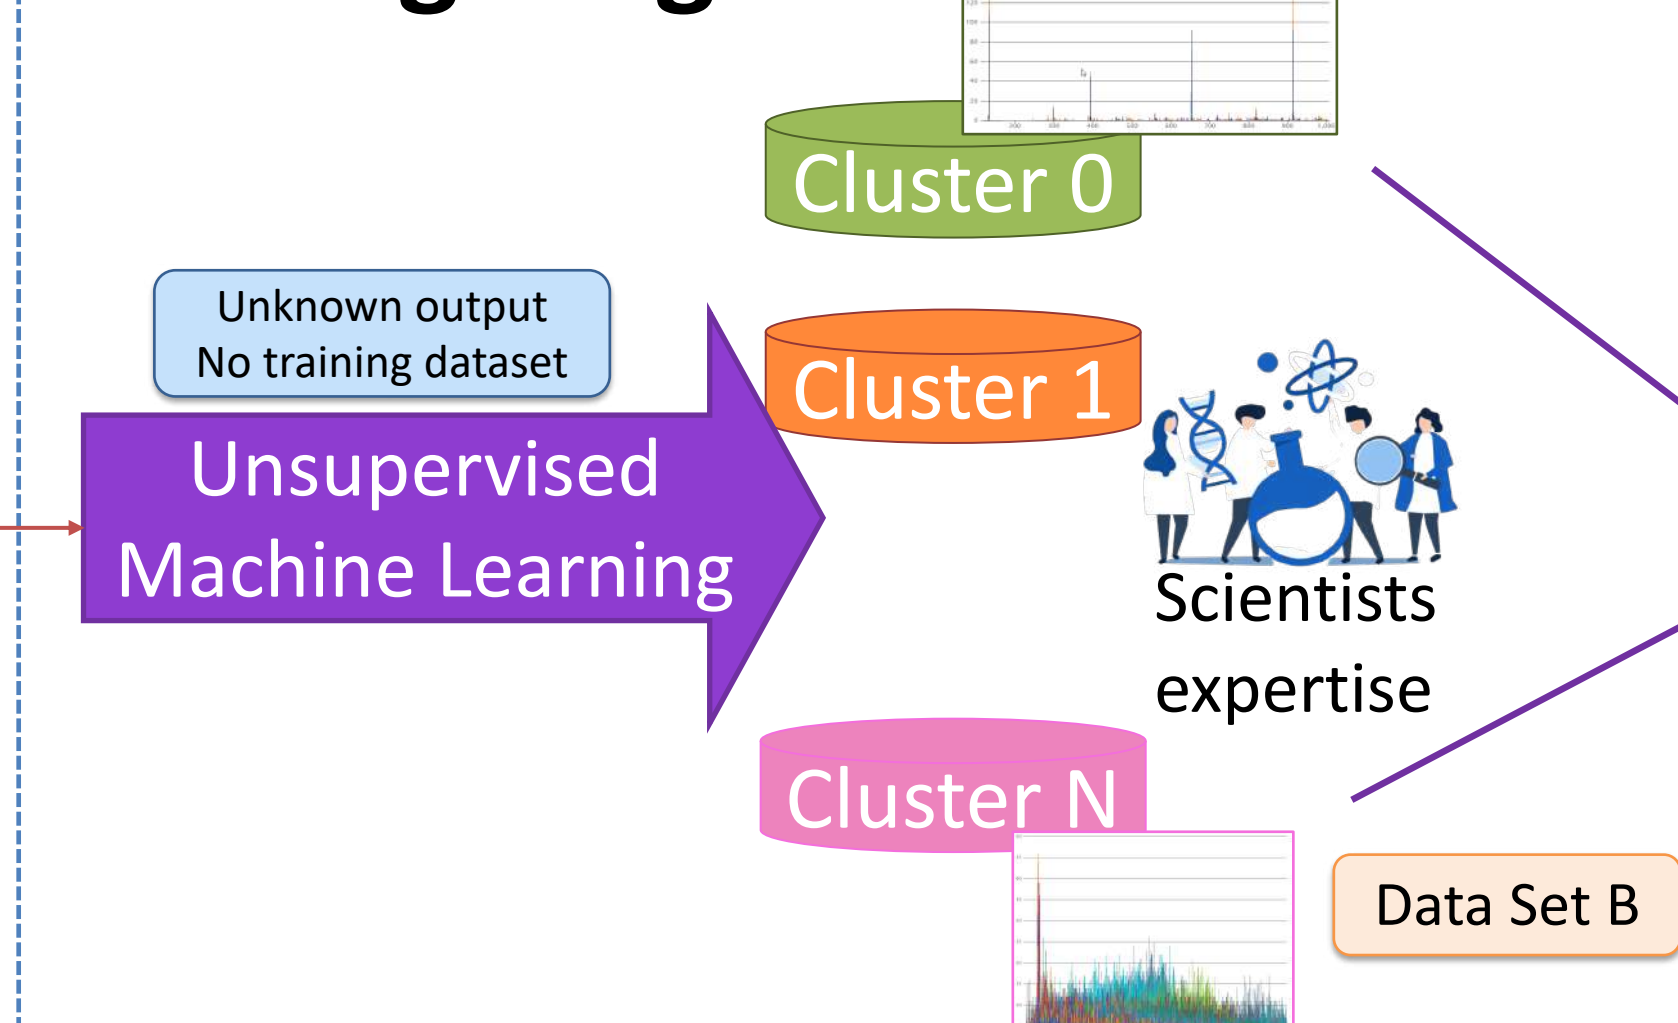 Cluster 0
Unknown output
No training dataset
Cluster 1
Unsupervised
Machine Learning
Scientists
expertise
Cluster N
Data Set B